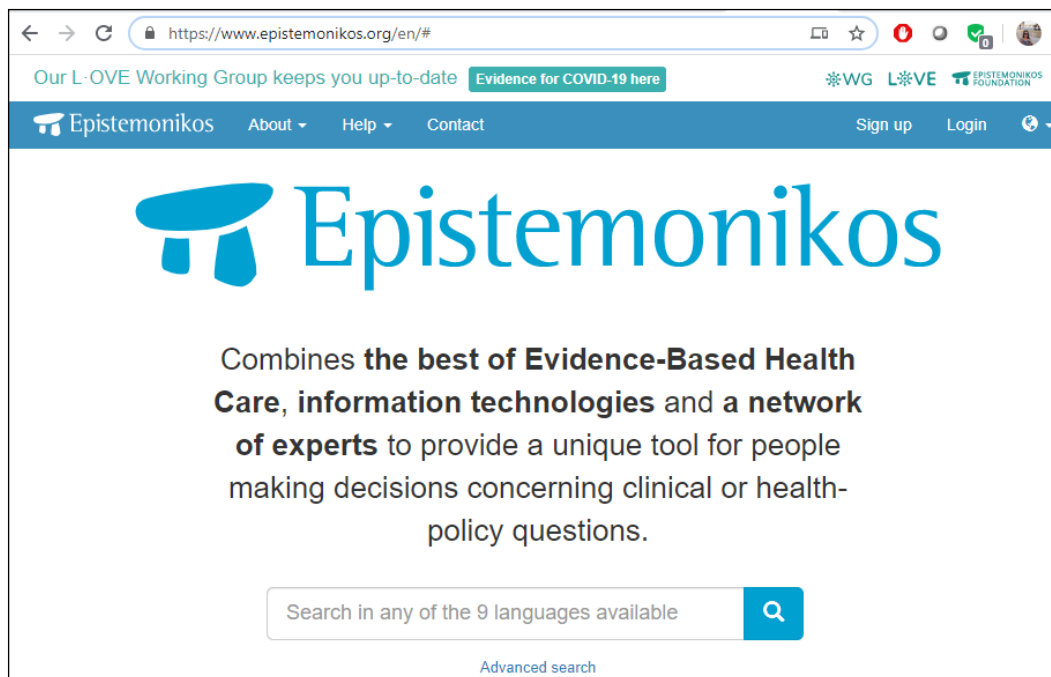 https://www.epistemonikos.org/en/#
0
Our L·OVE Working Group keeps you up-to-date Evidence for COVID-19 here WG LOVE EPISTEMONIKOS FOUNDATION
Epistemonikos About Help Contact Sign up Login
Epistemonikos
Combines the best of Evidence-Based Health
Care, information technologies and a network
of experts to provide a unique tool for people
making decisions concerning clinical or health-
policy questions.
Search in any of the 9 languages available
Advanced search